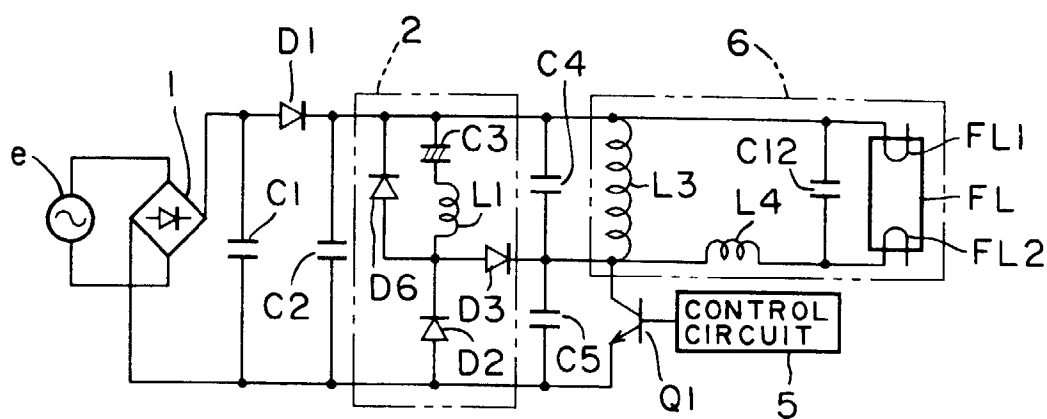 D1
2
C4
6
1
e
C3
C12
FL1
L3
FL
C1
L1
L4
FL2
C2
D6
D3
CONTROL
CIRCUIT
D2
C5
Q1
5